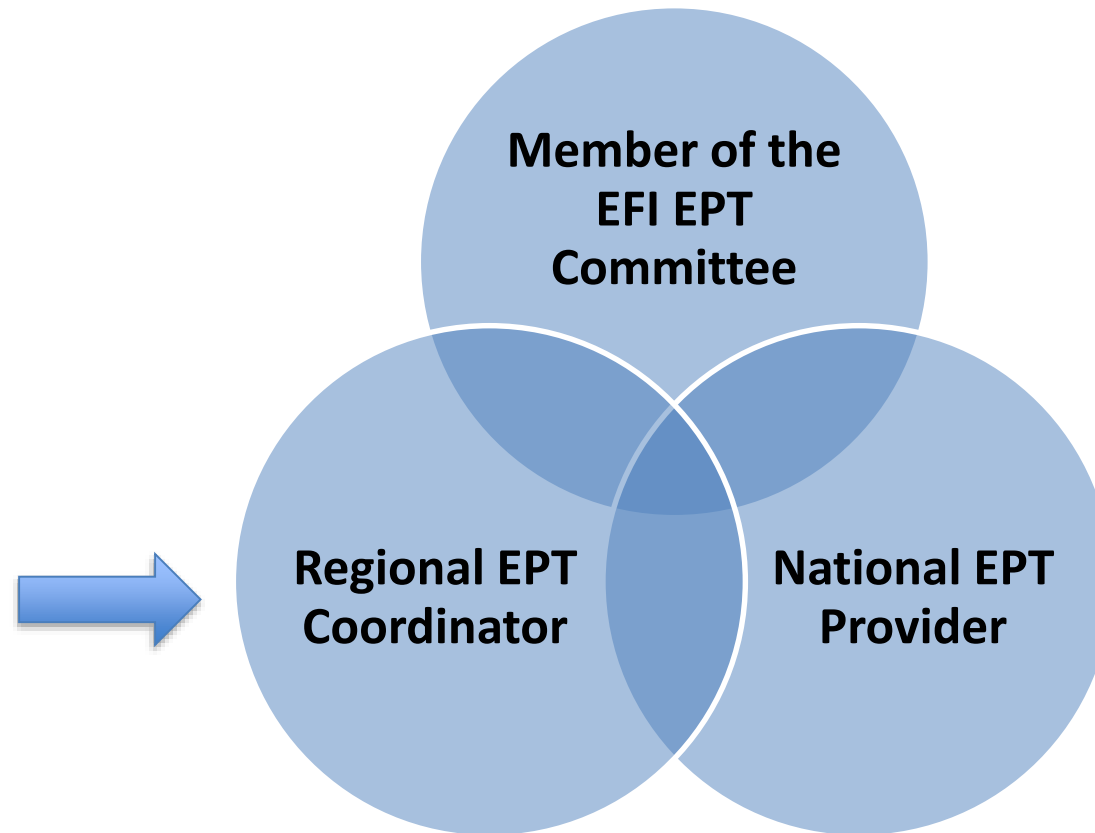 Member of the
EFI EPT
Committee
Regional EPT
Coordinator
National EPT
Provider